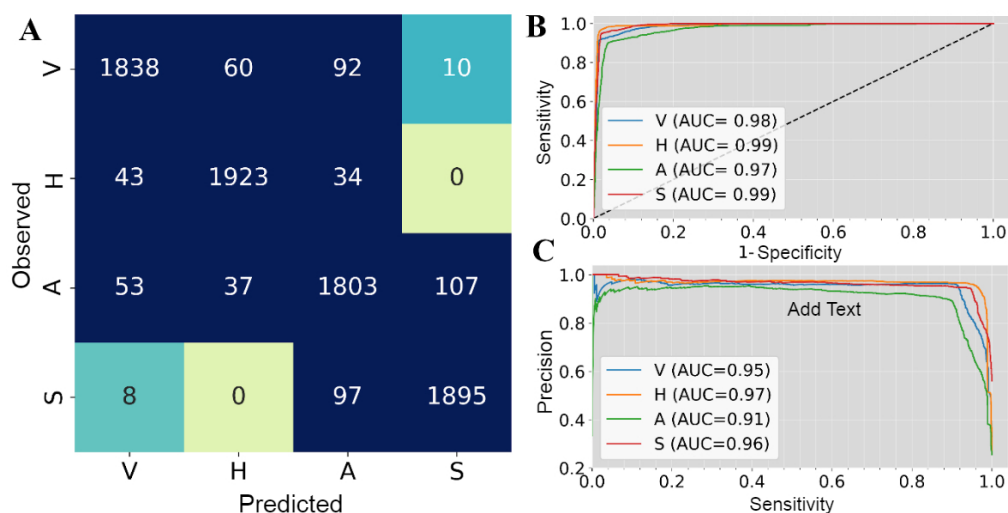 A
Observed
V
1838 60 92 10
H
43 1923 34 0
A
53 37 1803 107
S
8 0 97 1895
V H A S
Predicted
B
Sensitivity
1.0
0.8
0.6
0.4
0.2
0.0
V (AUC= 0.98)
H (AUC= 0.99)
A (AUC= 0.97)
S (AUC= 0.99)
0.0 0.2 0.4 0.6 0.8 1.0
1-Specificity
C
Precision
1.0
0.8
0.6
0.4
0.2
Add Text
V (AUC=0.95)
H (AUC=0.97)
A (AUC=0.91)
S (AUC=0.96)
0.0 0.2 0.4 0.6 0.8 1.0
Sensitivity